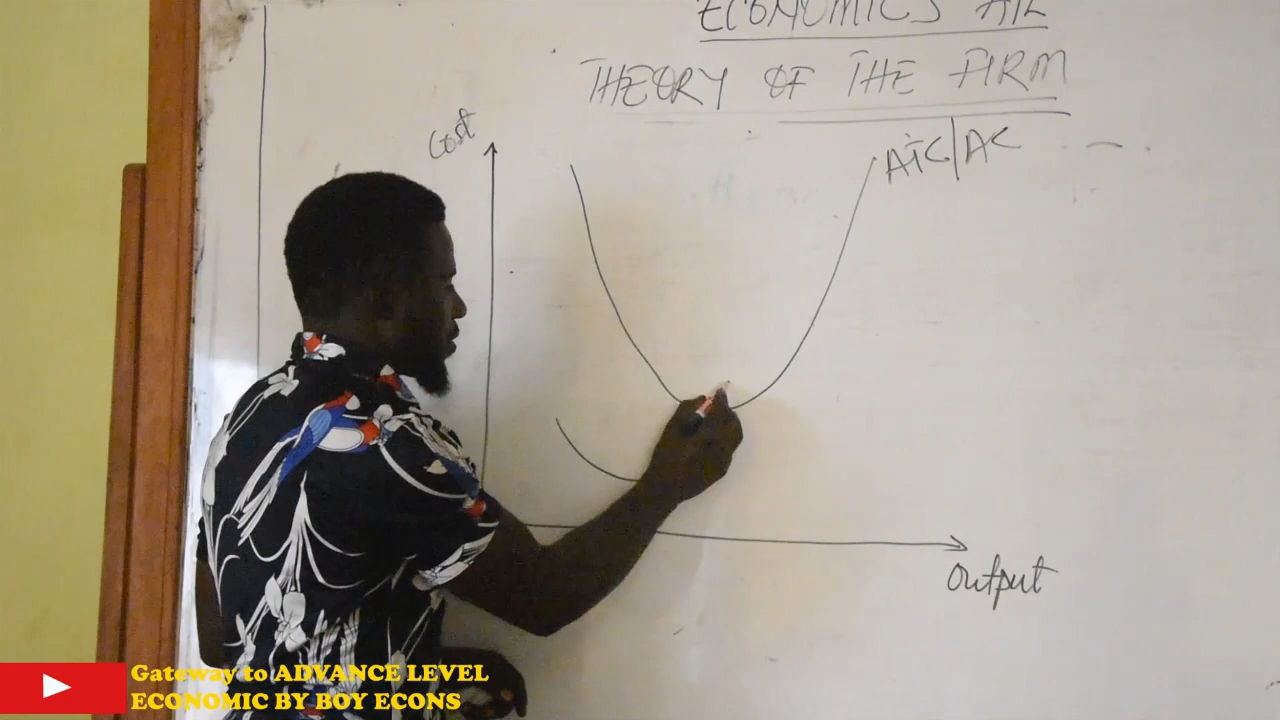 ECONOMICS A/L
THEORY OF THE FIRM
Cost
ATC/AC
Output
Gateway to ADVANCE LEVEL
ECONOMIC BY BOY ECONS